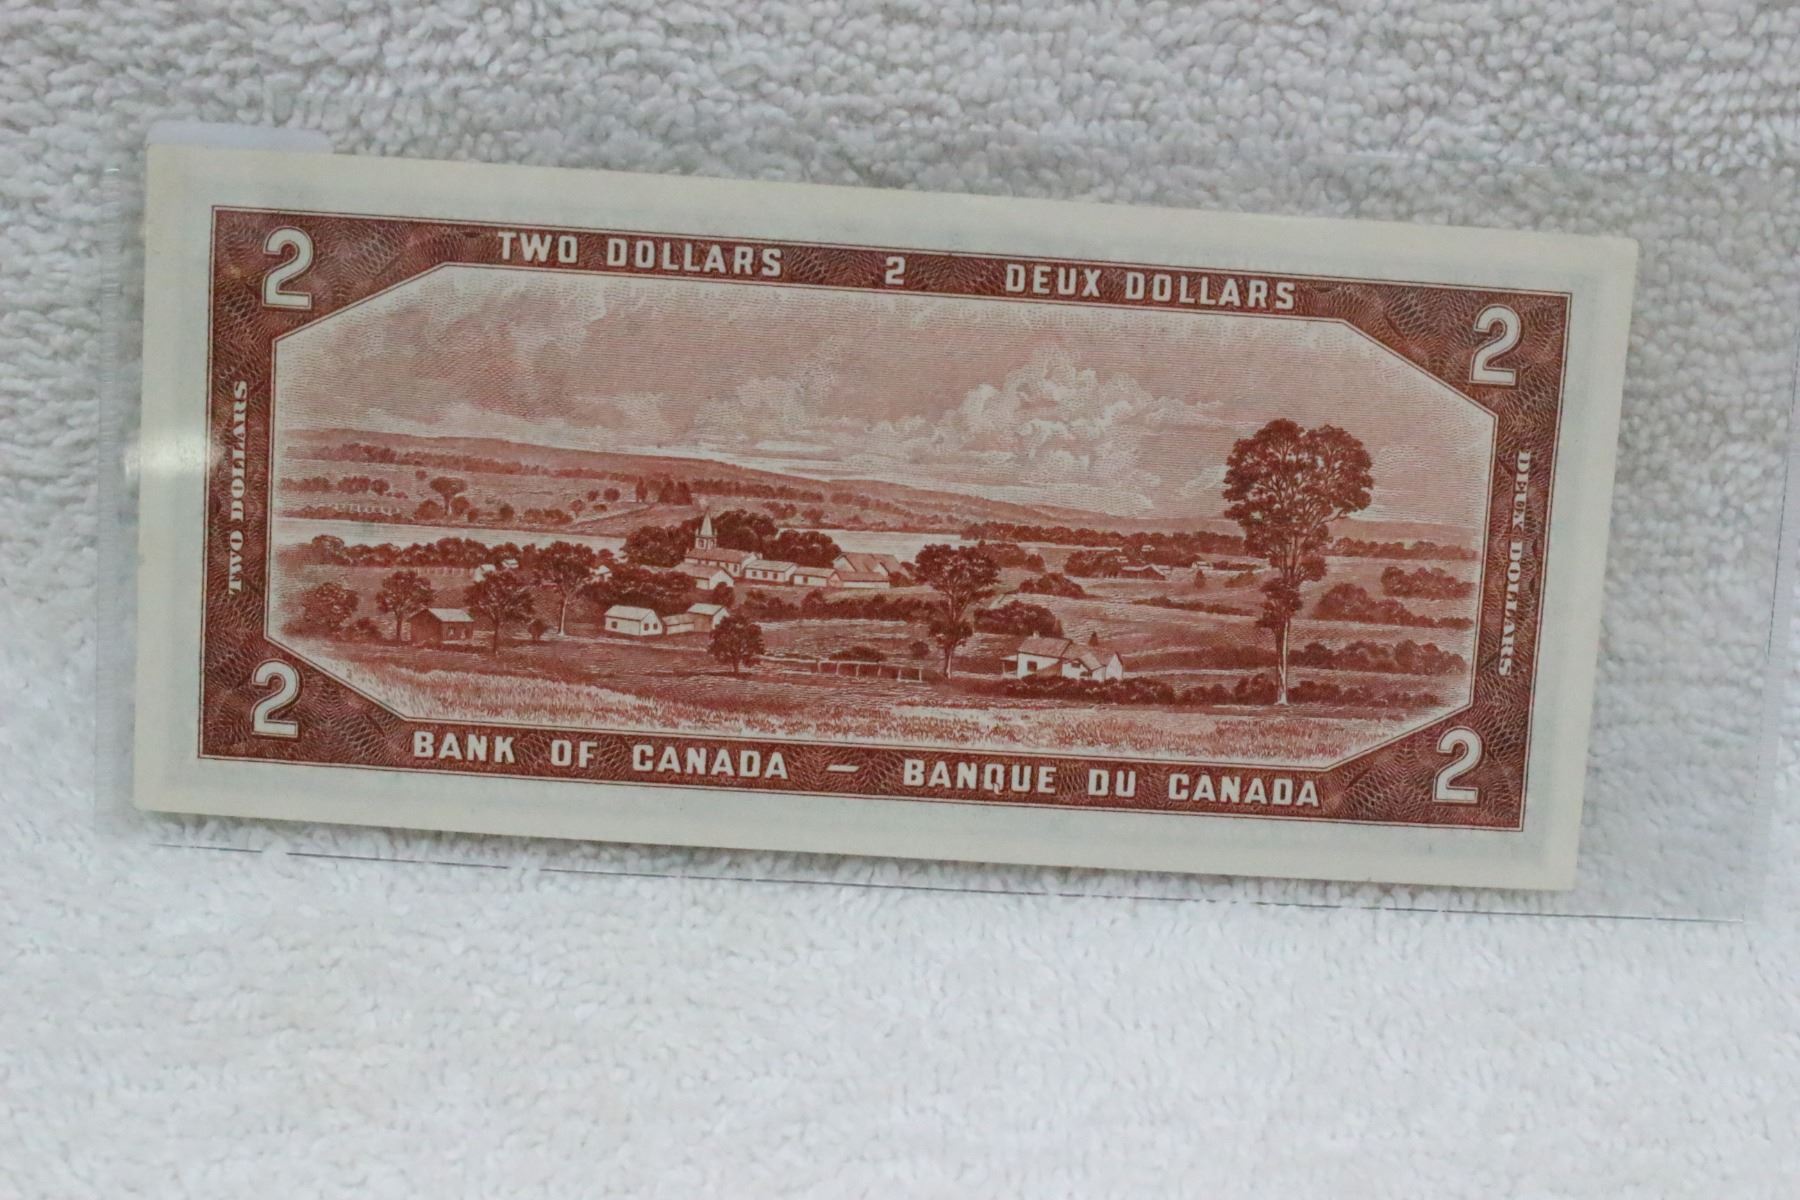 2 TWO DOLLARS 2 DEUX DOLLARS 2
TWO DOLLARS
DEUX DOLLARS
2 BANK OF CANADA — BANQUE DU CANADA 2